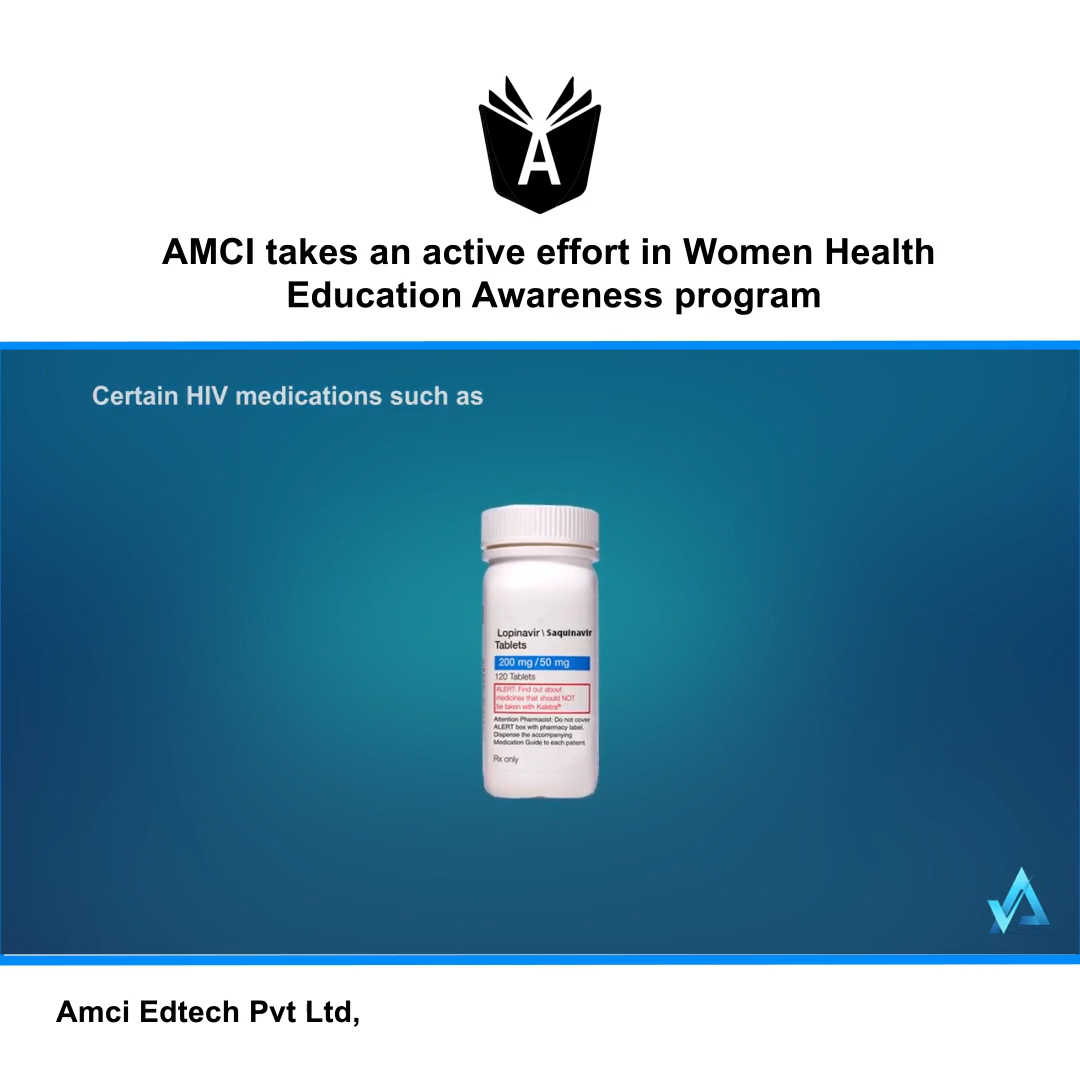 A
AMCI takes an active effort in Women Health
Education Awareness program
Certain HIV medications such as
Lopinavir \ Saquinavir
Tablets
200 mg / 50 mg
120 Tablets
ALERT: Find out about
medicines that should NOT
be taken with Kaletra®
Attention Pharmacist: Do not cover
ALERT box with pharmacy label.
Dispense the accompanying
Medication Guide to each patient.
Rx only
Amci Edtech Pvt Ltd,